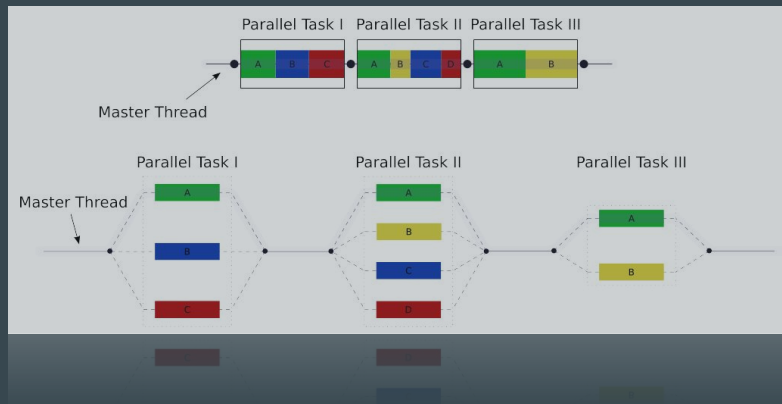 Parallel Task I Parallel Task II Parallel Task III
A B C A B C D A B
Master Thread
Parallel Task I Parallel Task II Parallel Task III
A A
Master Thread
A
B
B
C
B
C D